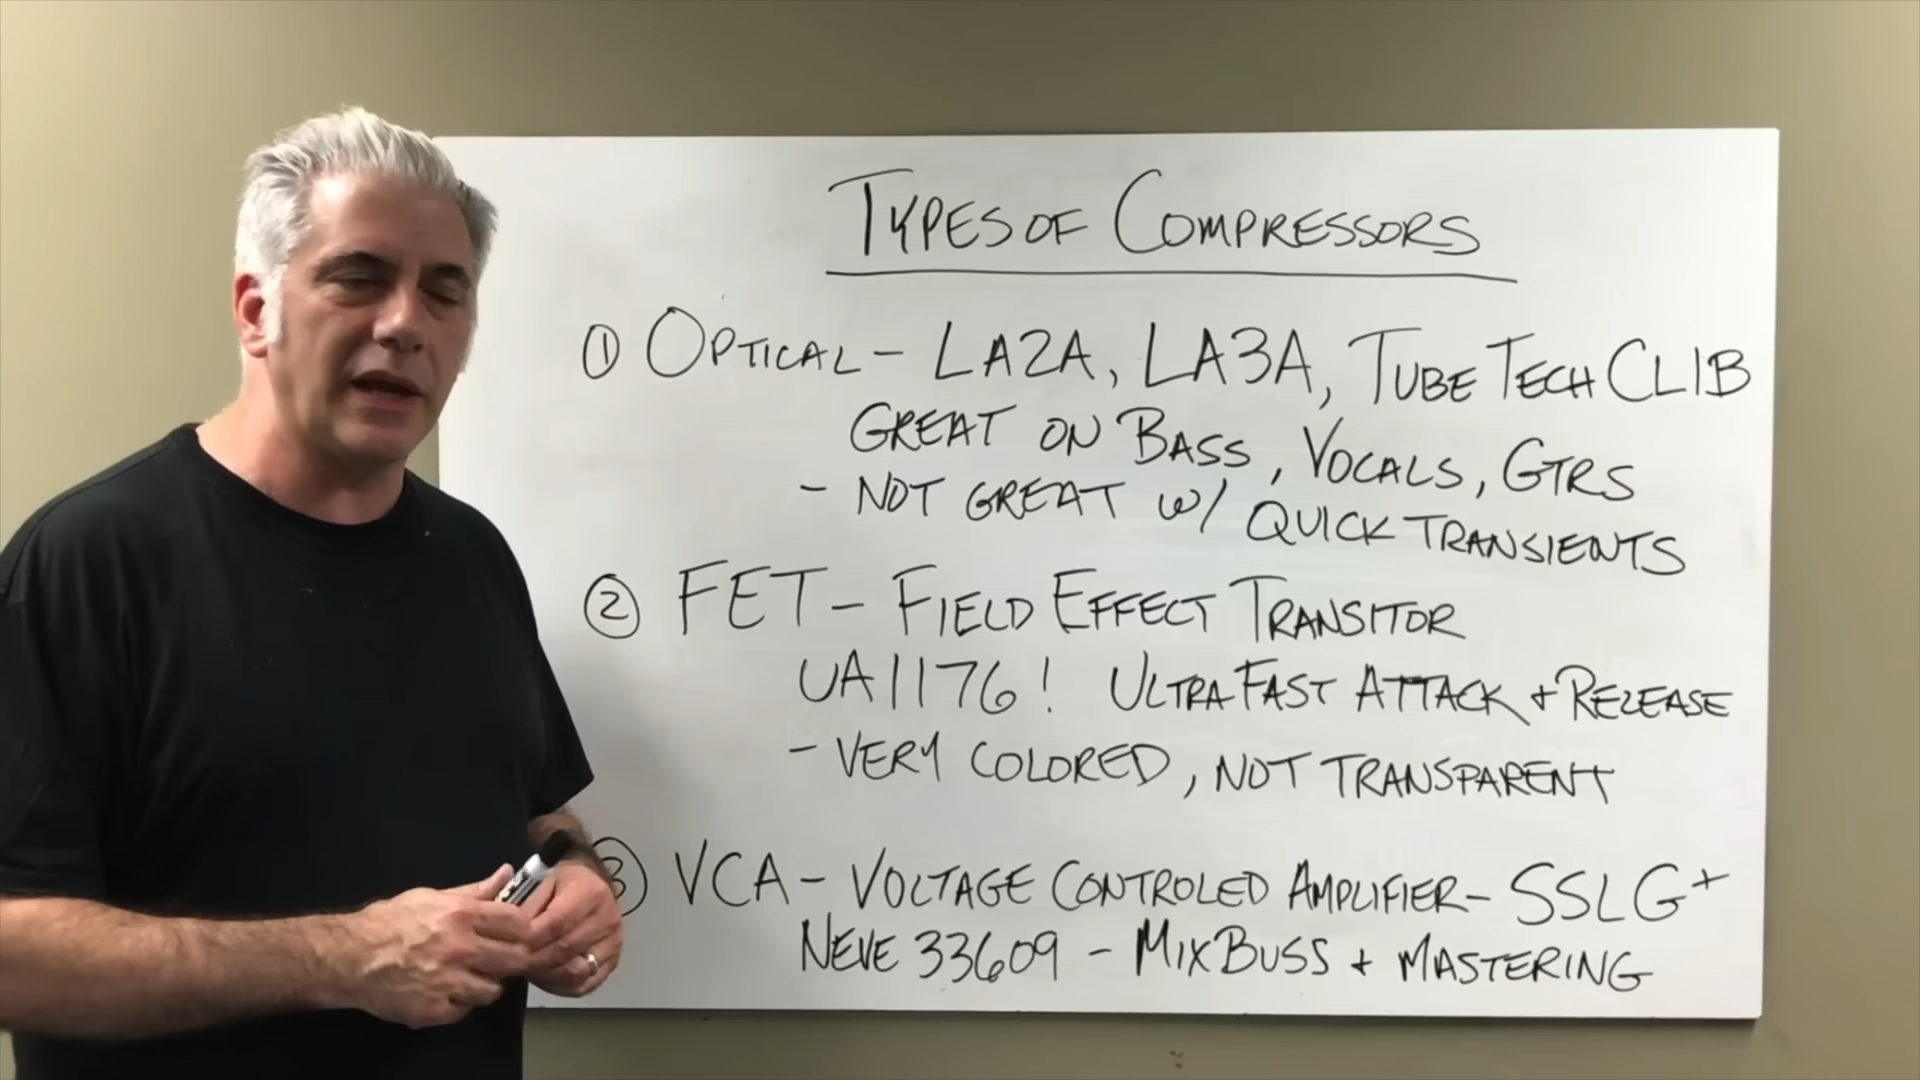 TYPES OF COMPRESSORS
① OPTICAL - LA2A, LA3A, TUBE TECH CL1B
GREAT ON BASS, VOCALS, GTRS
- NOT GREAT W/ QUICK TRANSIENTS
② FET - FIELD EFFECT TRANSITOR
UA1176! ULTRA FAST ATTACK + RELEASE
- VERY COLORED, NOT TRANSPARENT
③ VCA - VOLTAGE CONTROLED AMPLIFIER - SSL G+
NEVE 33609 - MIX BUSS + MASTERING